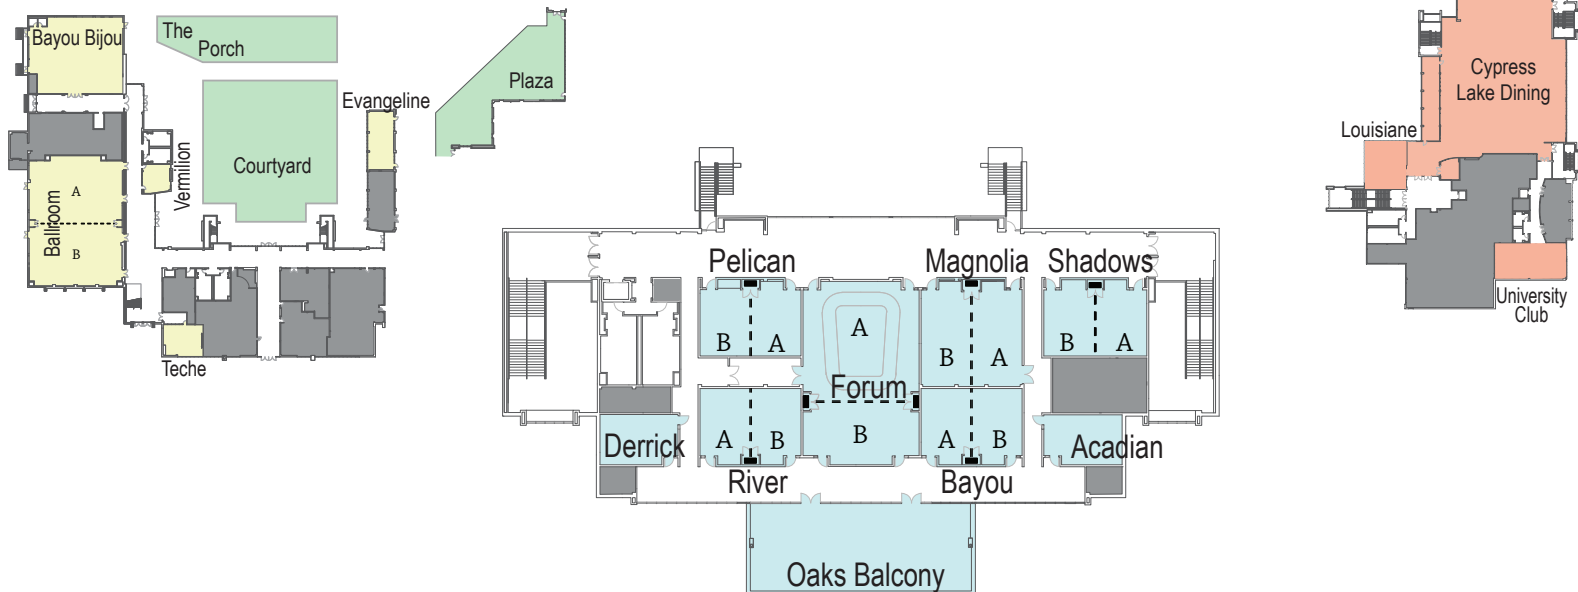 Bayou Bijou
The
Porch
Plaza
Evangeline
Courtyard
Vermilion
Ballroom
A
B
Teche
Pelican
B
A
Magnolia
B
A
Shadows
B
A
A
Forum
B
Derrick
A
B
River
A
B
Bayou
Acadian
Oaks Balcony
Cypress
Lake Dining
Louisiane
University
Club